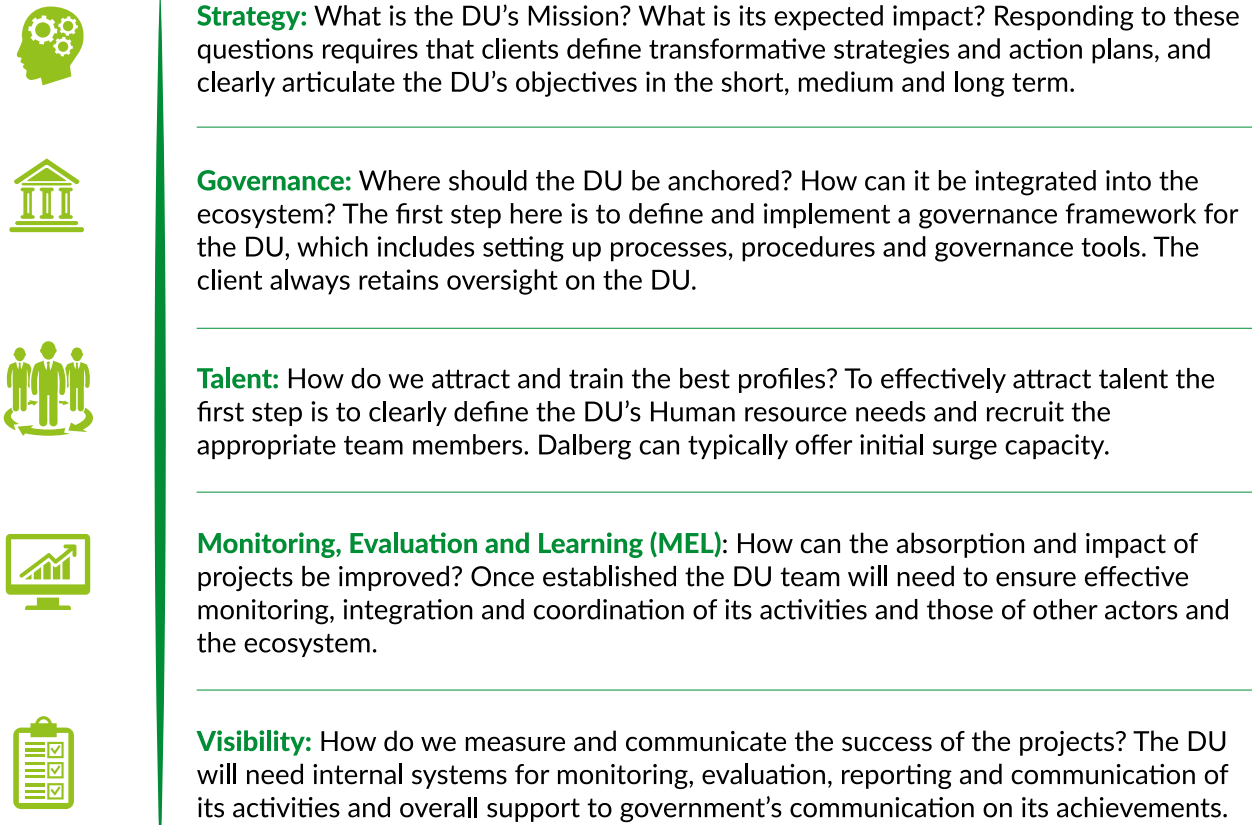 Strategy: What is the DU’s Mission? What is its expected impact? Responding to these
questions requires that clients define transformative strategies and action plans, and
clearly articulate the DU’s objectives in the short, medium and long term.
Governance: Where should the DU be anchored? How can it be integrated into the
ecosystem? The first step here is to define and implement a governance framework for
the DU, which includes setting up processes, procedures and governance tools. The
client always retains oversight on the DU.
Talent: How do we attract and train the best profiles? To effectively attract talent the
first step is to clearly define the DU’s Human resource needs and recruit the
appropriate team members. Dalberg can typically offer initial surge capacity.
Monitoring, Evaluation and Learning (MEL): How can the absorption and impact of
projects be improved? Once established the DU team will need to ensure effective
monitoring, integration and coordination of its activities and those of other actors and
the ecosystem.
Visibility: How do we measure and communicate the success of the projects? The DU
will need internal systems for monitoring, evaluation, reporting and communication of
its activities and overall support to government’s communication on its achievements.